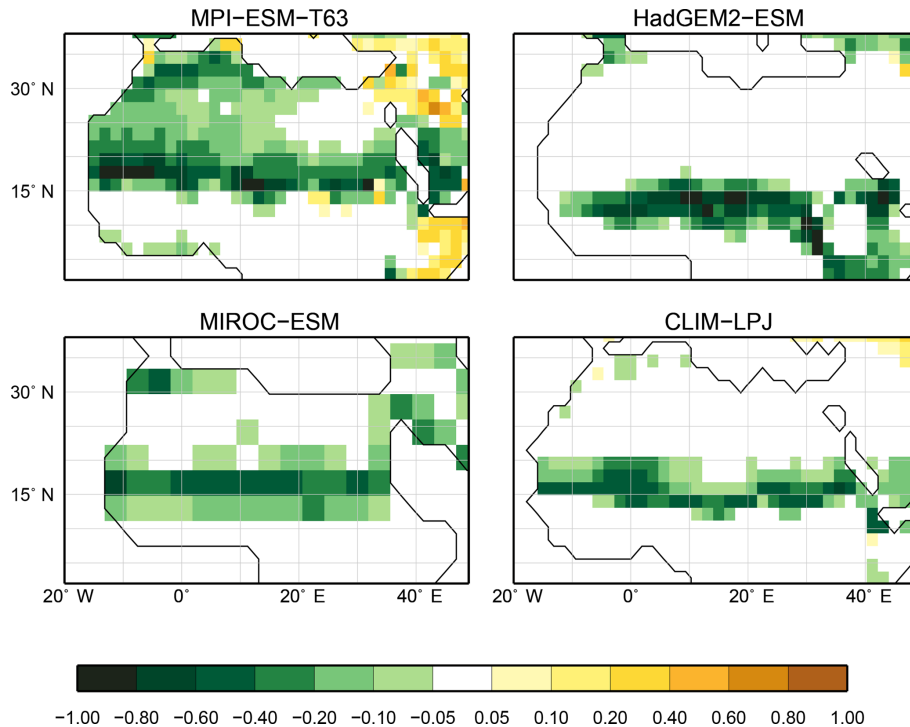 MPI−ESM−T63 HadGEM2−ESM
30° N
15° N
MIROC−ESM CLIM−LPJ
30° N
15° N
20° W 0° 20° E 40° E 0° 20° E 40° E
−1.00 −0.80 −0.60 −0.40 −0.20 −0.10 −0.05 0.05 0.10 0.20 0.40 0.60 0.80 1.00